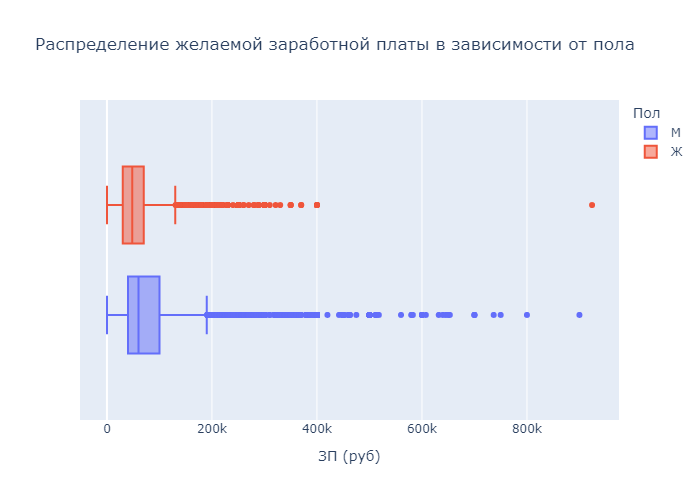 Распределение желаемой заработной платы в зависимости от пола
Пол
М
Ж
0
200k
400k
600k
800k
ЗП (руб)